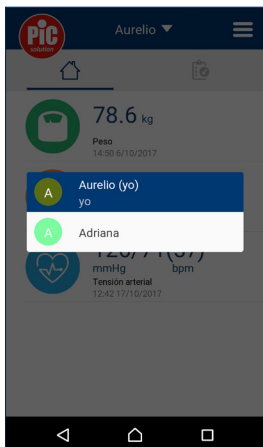 PiC
solution
Aurelio
78.6 kg
Peso
14:50 6/10/2017
A
Aurelio (yo)
yo
A
Adriana
mmHg
bpm
Tensión arterial
12:42 17/10/2017